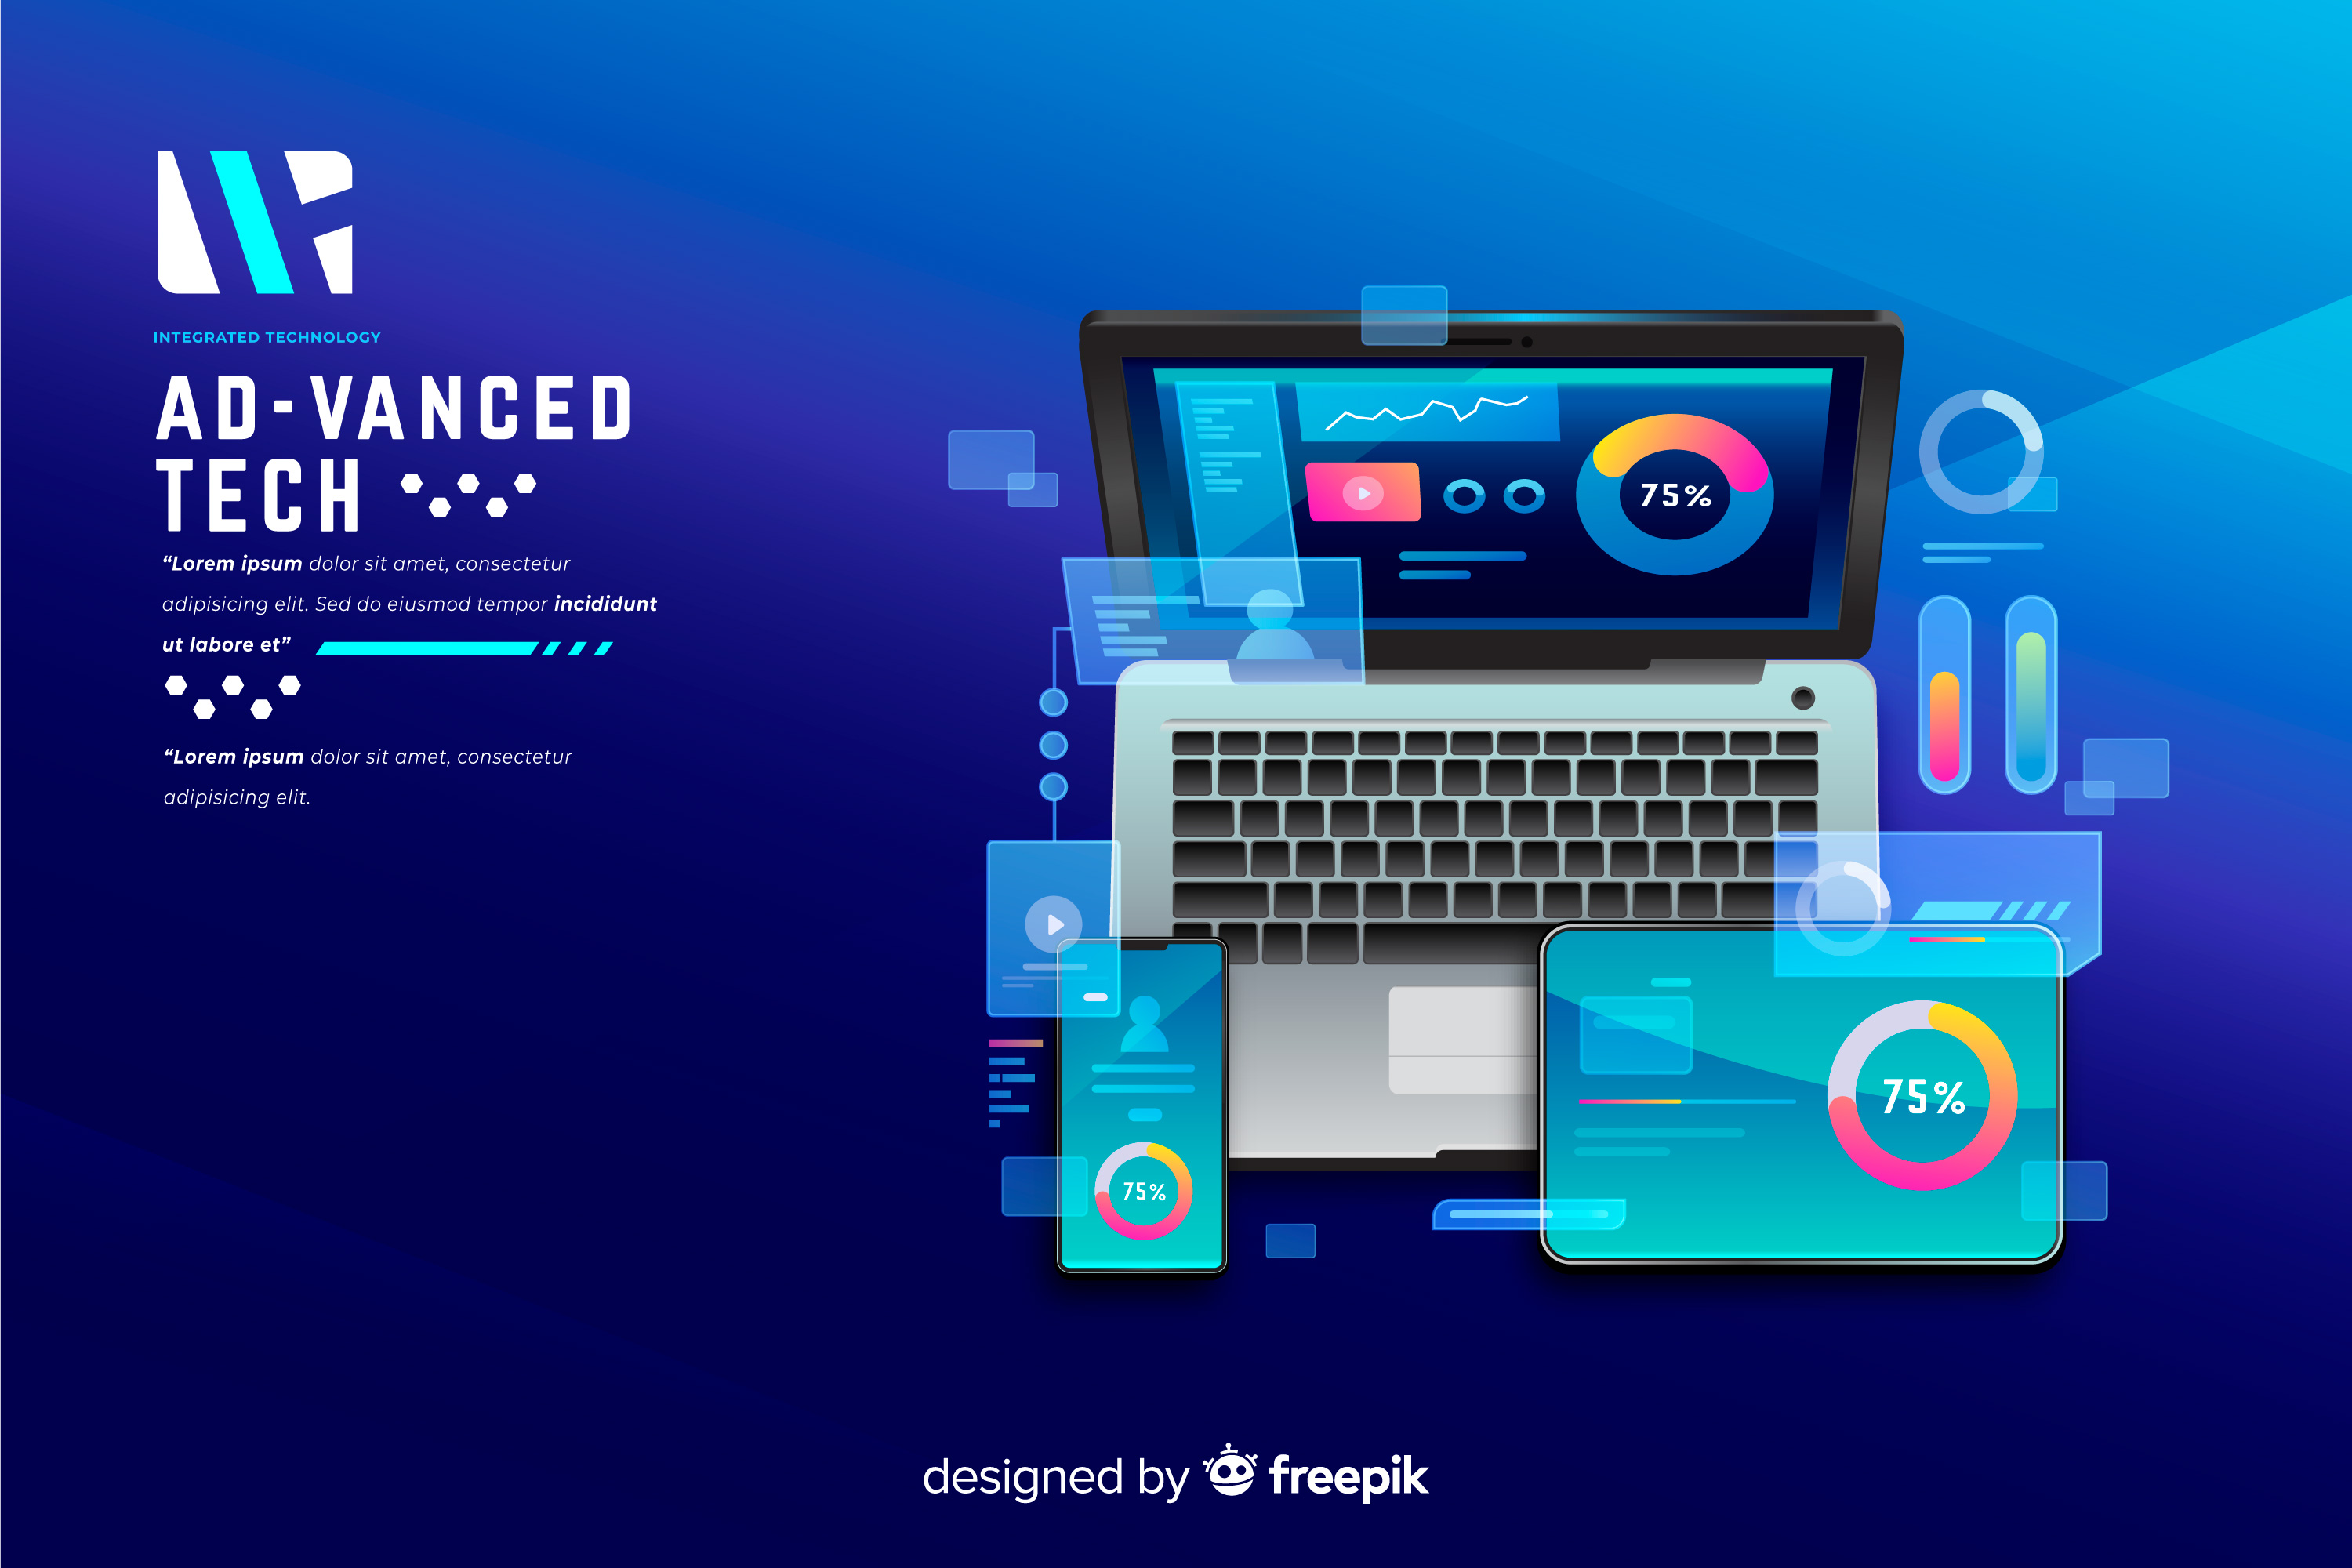 INTEGRATED TECHNOLOGY
AD-VANCED
TECH
“Lorem ipsum dolor sit amet, consectetur
adipisicing elit. Sed do eiusmod tempor incididunt
ut labore et”
“Lorem ipsum dolor sit amet, consectetur
adipisicing elit.
75%
75%
75%
designed by freepik